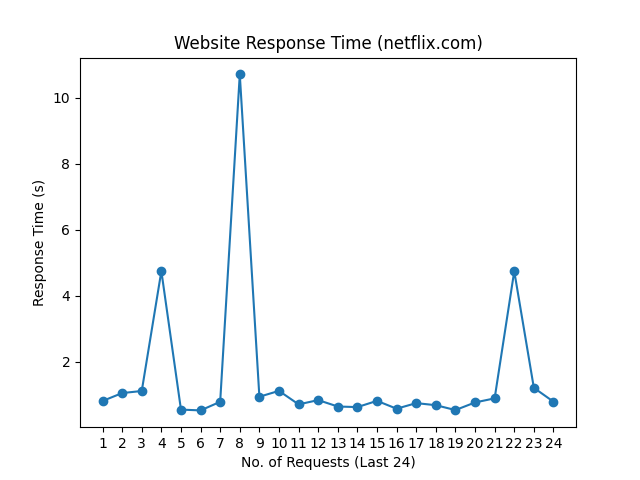 Website Response Time (netflix.com)
10
8
6
4
2
Response Time (s)
1 2 3 4 5 6 7 8 9 10 11 12 13 14 15 16 17 18 19 20 21 22 23 24
No. of Requests (Last 24)